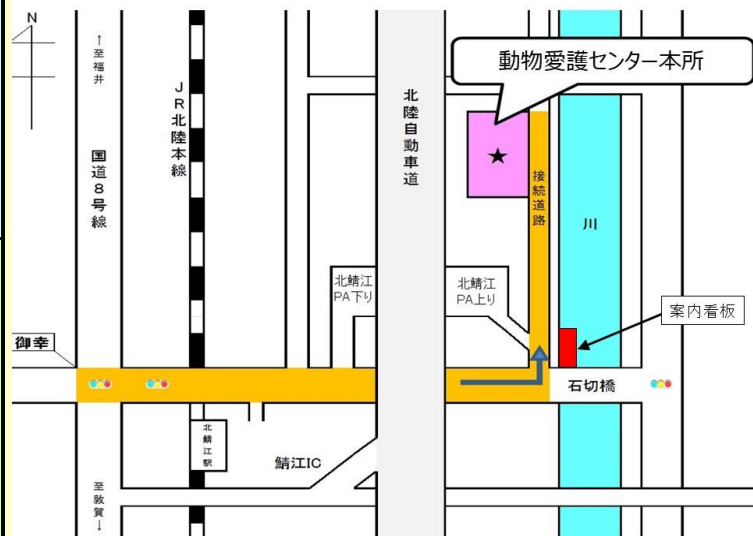 N
↑至福井
国道8号線
JR北陸本線
北陸自動車道
動物愛護センター本所
★
接続道路
川
北鯖江
PA下り
北鯖江
PA上り
案内看板
御幸
石切橋
北鯖江駅
鯖江IC
至敦賀↓